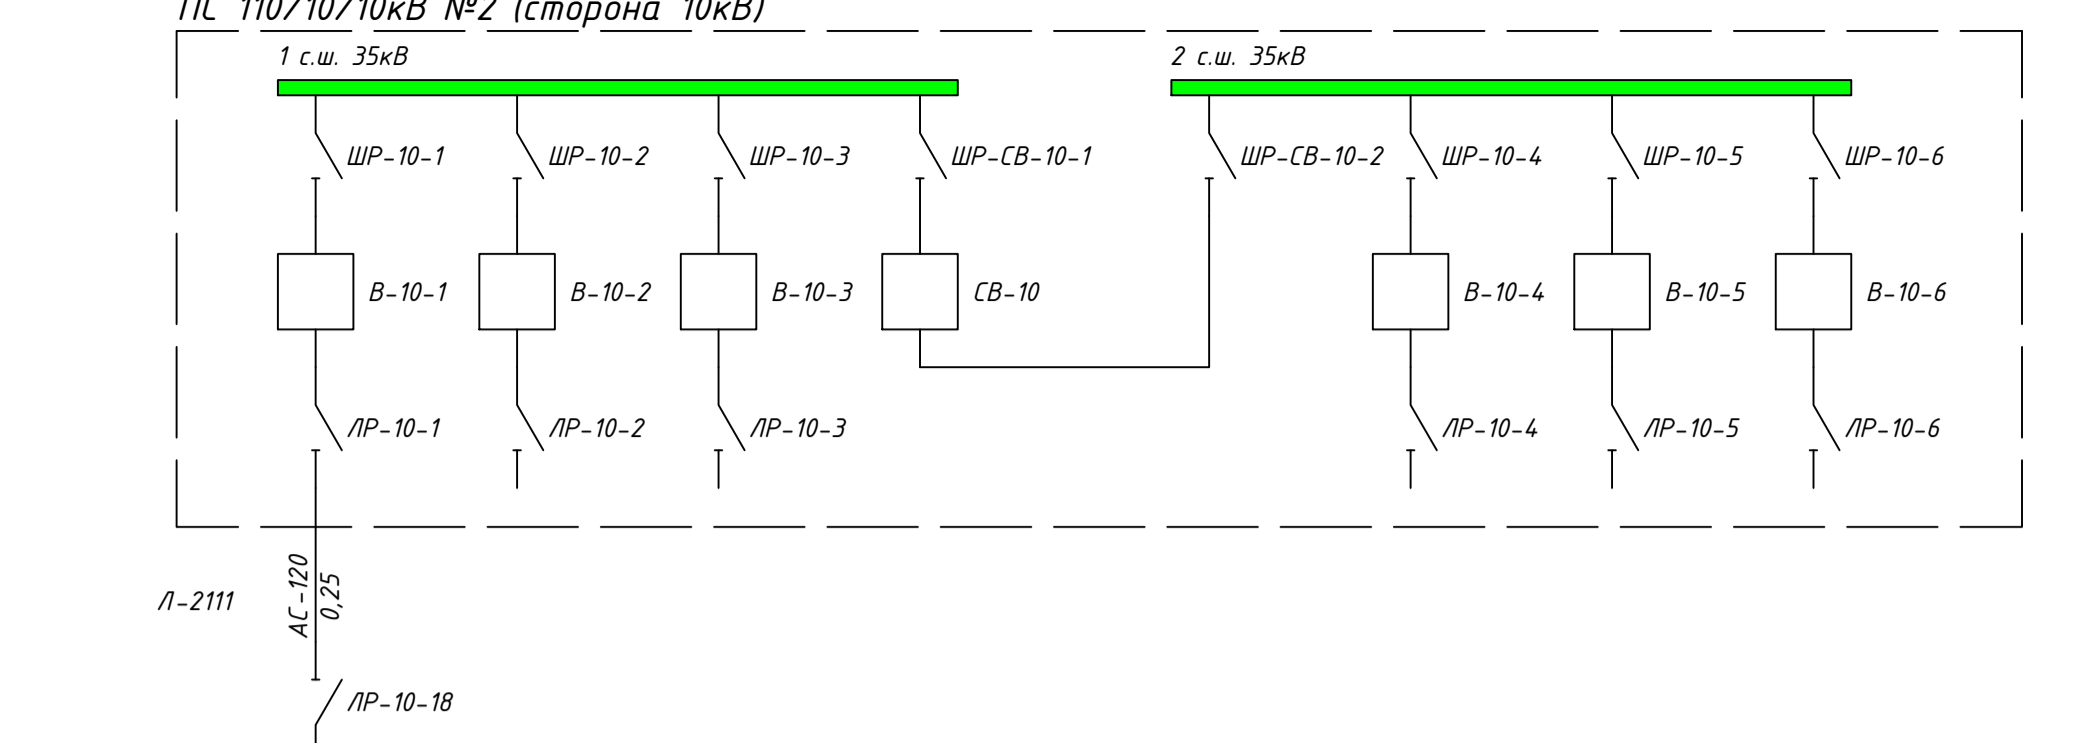 ПС 110/10/10кВ №2 (сторона 10кВ)
1 с.ш. 35кВ
2 с.ш. 35кВ
ШР-10-1
ШР-10-2
ШР-10-3
ШР-СВ-10-1
ШР-СВ-10-2
ШР-10-4
ШР-10-5
ШР-10-6
В-10-1
В-10-2
В-10-3
СВ-10
В-10-4
В-10-5
В-10-6
ЛР-10-1
ЛР-10-2
ЛР-10-3
ЛР-10-4
ЛР-10-5
ЛР-10-6
Л-2111
АС-120
0,25
ЛР-10-18